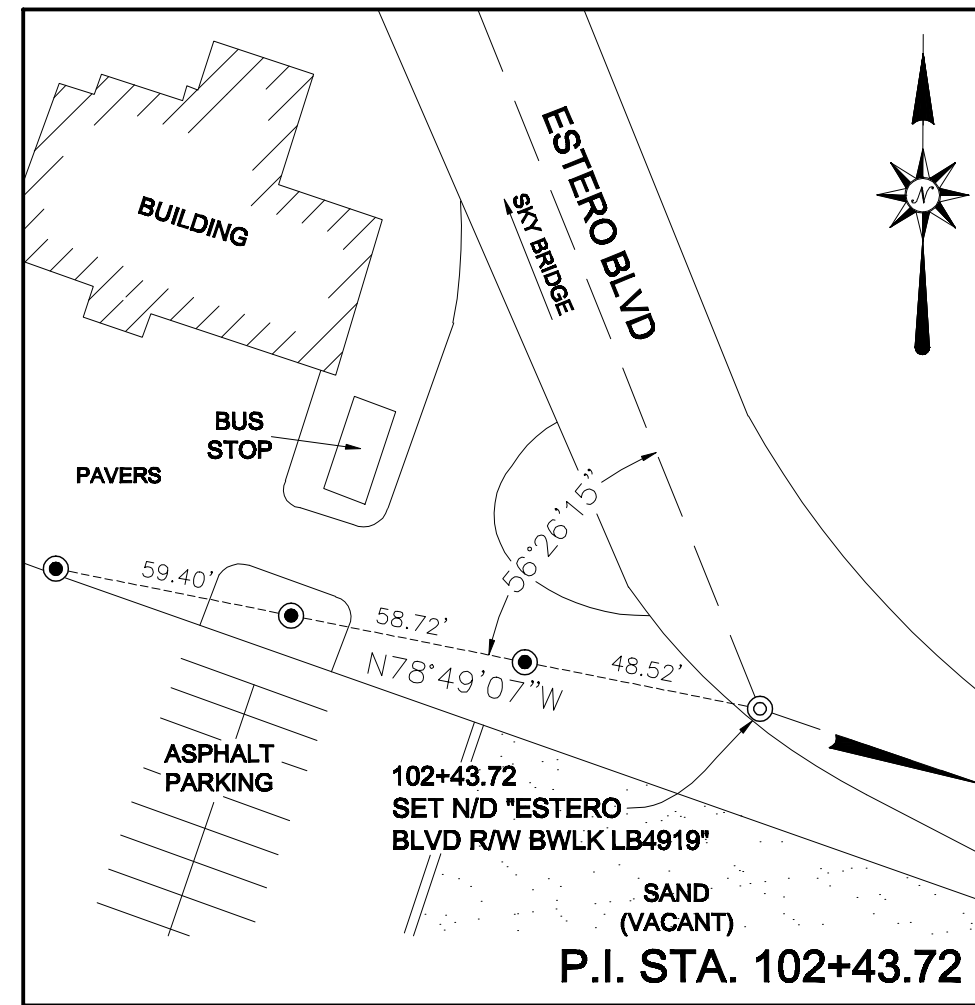 ESTERO BLVD
SKY BRIDGE
N
BUILDING
BUS
STOP
PAVERS
56°26'15"
59.40'
58.72'
48.52'
N78°49'07"W
ASPHALT
PARKING
102+43.72
SET N/D "ESTERO
BLVD R/W BWLK LB4919"
SAND
(VACANT)
P.I. STA. 102+43.72